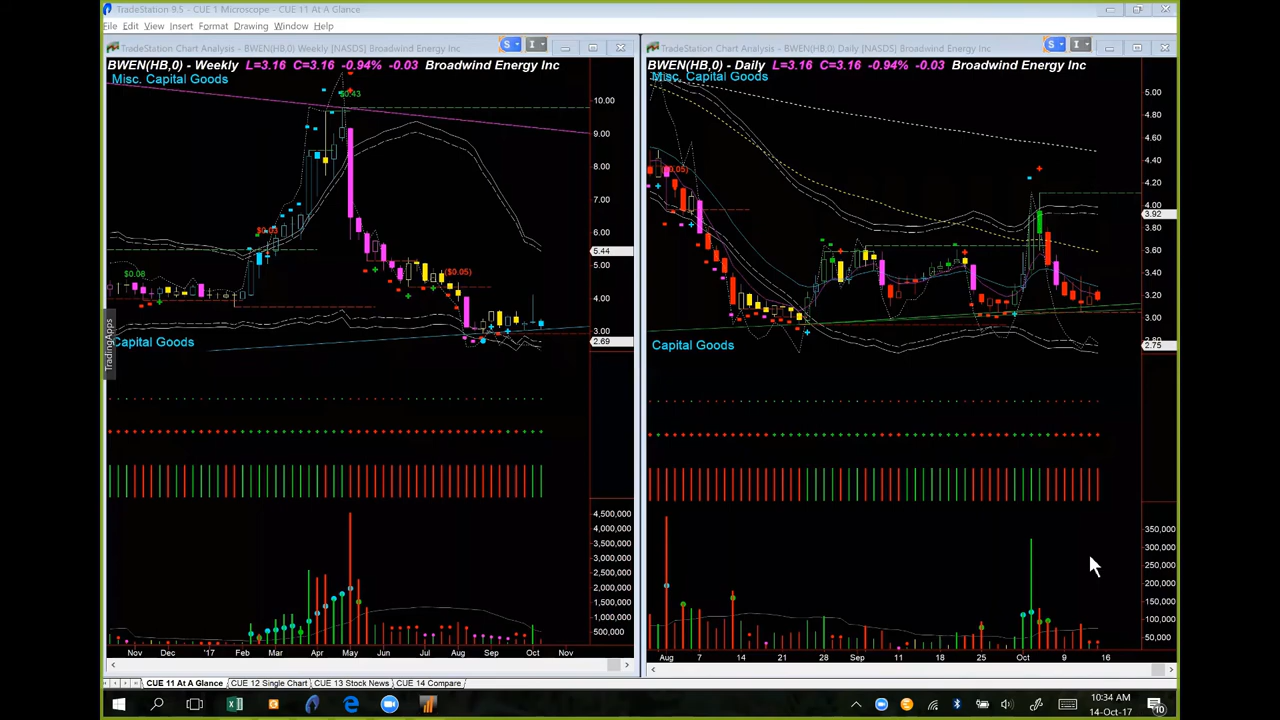 TradeStation 9.5 - CUE 1 Microscope - CUE 11 At A Glance
File Edit View Insert Format Drawing Window Help
TradeStation Chart Analysis - BWEN(HB,0) Weekly [NASDS] Broadwind Energy Inc
S
I
BWEN(HB,0) - Weekly L=3.16 C=3.16 -0.94% -0.03 Broadwind Energy Inc
Misc. Capital Goods
$0.43
$0.08
($0.05)
Capital Goods
TradingApps
10.00
9.00
8.00
7.00
6.00
5.44
5.00
4.00
3.00
2.69
4,500,000
4,000,000
3,500,000
3,000,000
2,500,000
2,000,000
1,500,000
1,000,000
500,000
Nov Dec '17 Feb Mar Apr May Jun Jul Aug Sep Oct Nov
TradeStation Chart Analysis - BWEN(HB,0) Daily [NASDS] Broadwind Energy Inc
S
I
BWEN(HB,0) - Daily L=3.16 C=3.16 -0.94% -0.03 Broadwind Energy Inc
Misc. Capital Goods
Capital Goods
5.00
4.80
4.60
4.40
4.20
4.00
3.92
3.80
3.60
3.40
3.20
3.00
2.80
2.75
350,000
300,000
250,000
200,000
150,000
100,000
50,000
Aug 7 14 21 28 Sep 11 18 25 Oct 9 16
CUE 11 At A Glance CUE 12 Single Chart CUE 13 Stock News CUE 14 Compare
10:34 AM
14-Oct-17
10